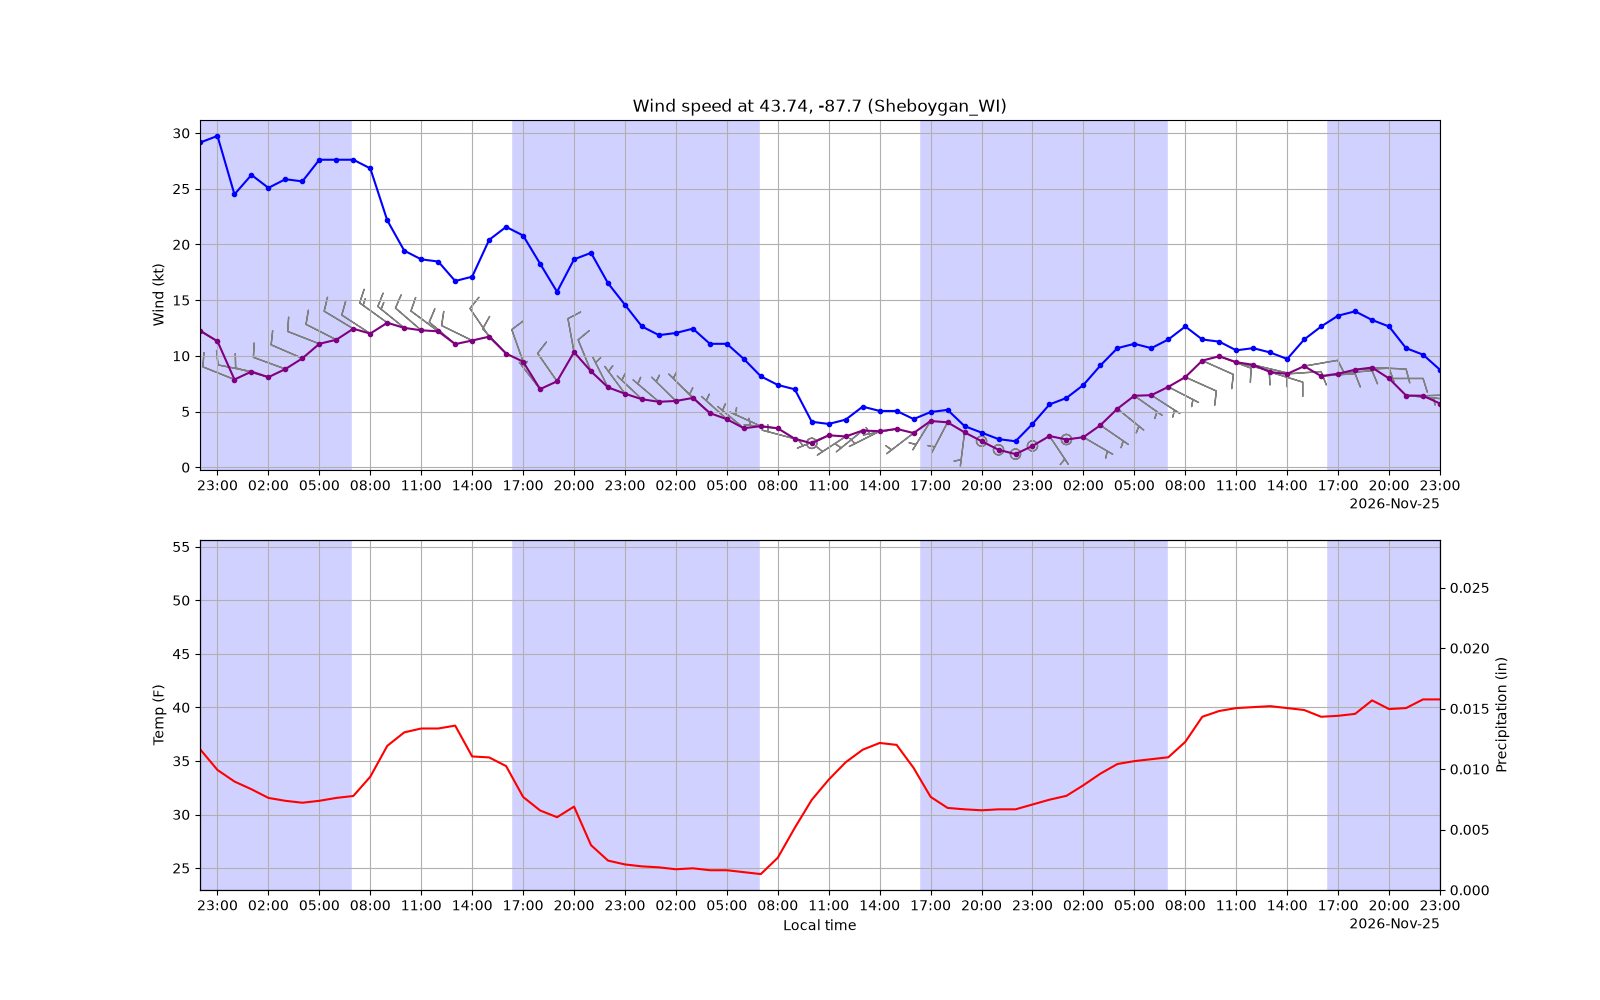 Wind speed at 43.74, -87.7 (Sheboygan_WI)
30
25
20
15
10
5
0
Wind (kt)
23:00 02:00 05:00 08:00 11:00 14:00 17:00 20:00 23:00 02:00 05:00 08:00 11:00 14:00 17:00 20:00 23:00 02:00 05:00 08:00 11:00 14:00 17:00 20:00 23:00
2026-Nov-25
55
50
45
40
35
30
25
Temp (F)
0.025
0.020
0.015
0.010
0.005
0.000
Precipitation (in)
23:00 02:00 05:00 08:00 11:00 14:00 17:00 20:00 23:00 02:00 05:00 08:00 11:00 14:00 17:00 20:00 23:00 02:00 05:00 08:00 11:00 14:00 17:00 20:00 23:00
Local time
2026-Nov-25